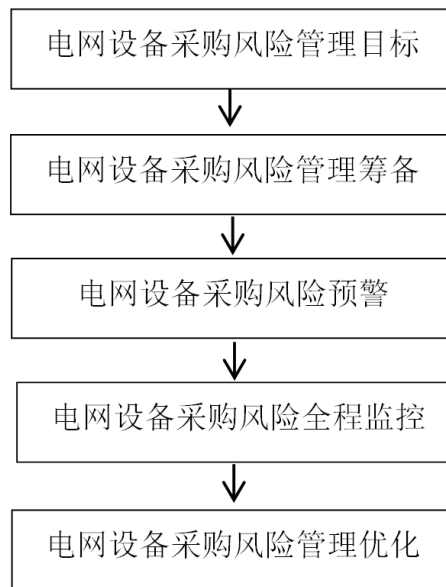 电网设备采购风险管理目标
电网设备采购风险管理筹备
电网设备采购风险预警
电网设备采购风险全程监控
电网设备采购风险管理优化